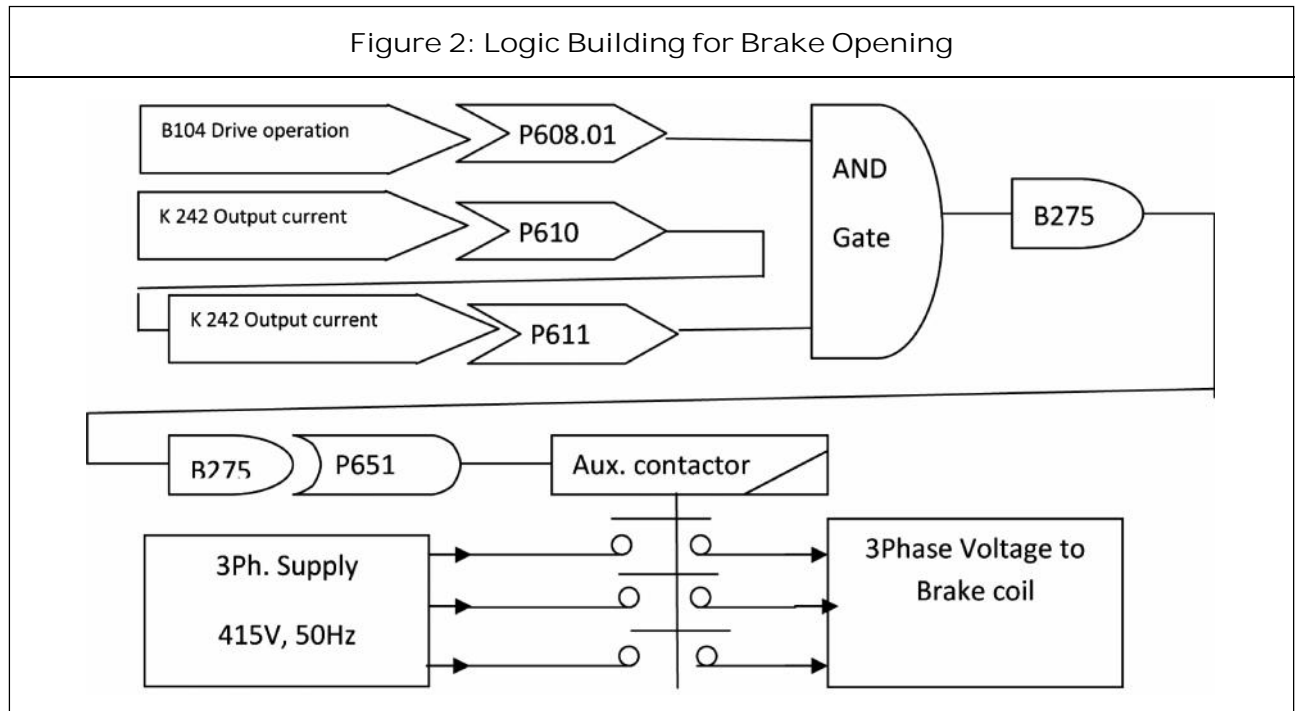 Figure 2: Logic Building for Brake Opening
B104 Drive operation
P608.01
K 242 Output current
P610
K 242 Output current
P611
AND
Gate
B275
B275
P651
Aux. contactor
3Ph. Supply
415V, 50Hz
3Phase Voltage to
Brake coil